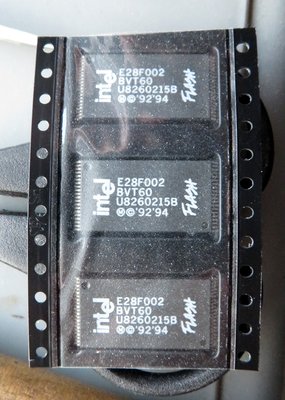 intel
E28F002
BVT60
U8260215B
Ⓜ©'92'94
FLASH
intel
E28F002
BVT60
U8260215B
Ⓜ©'92'94
FLASH
intel
E28F002
BVT60
U8260215B
Ⓜ©'92'94
FLASH